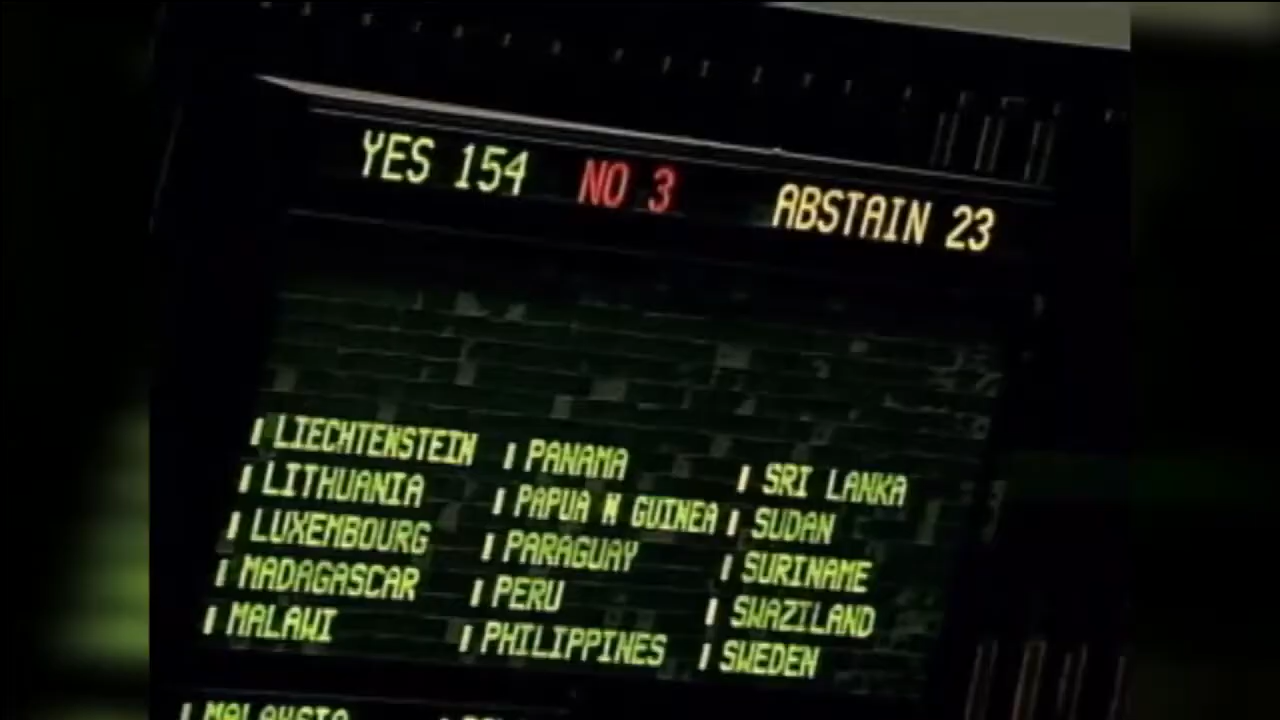 YES 154 NO 3 ABSTAIN 23
LIECHTENSTEIN PANAMA SRI LANKA
LITHUANIA PAPUA N GUINEA SUDAN
LUXEMBOURG PARAGUAY SURINAME
MADAGASCAR PERU SWAZILAND
MALAWI PHILIPPINES SWEDEN
MALAYSIA